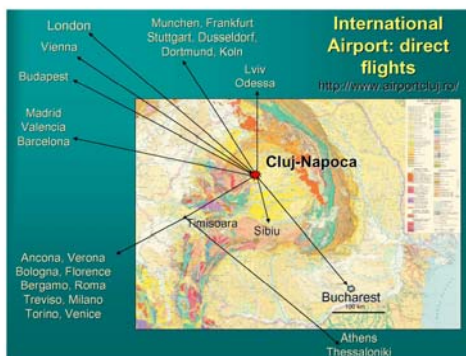 International
Airport: direct
flights
http://www.airportcluj.ro/
London
Vienna
Budapest
Munchen, Frankfurt
Stuttgart, Dusseldorf,
Dortmund, Koln
Lviv
Odessa
Madrid
Valencia
Barcelona
Cluj-Napoca
Timisoara
Sibiu
Ancona, Verona
Bologna, Florence
Bergamo, Roma
Treviso, Milano
Torino, Venice
Bucharest
100 km
Athens
Thessaloniki